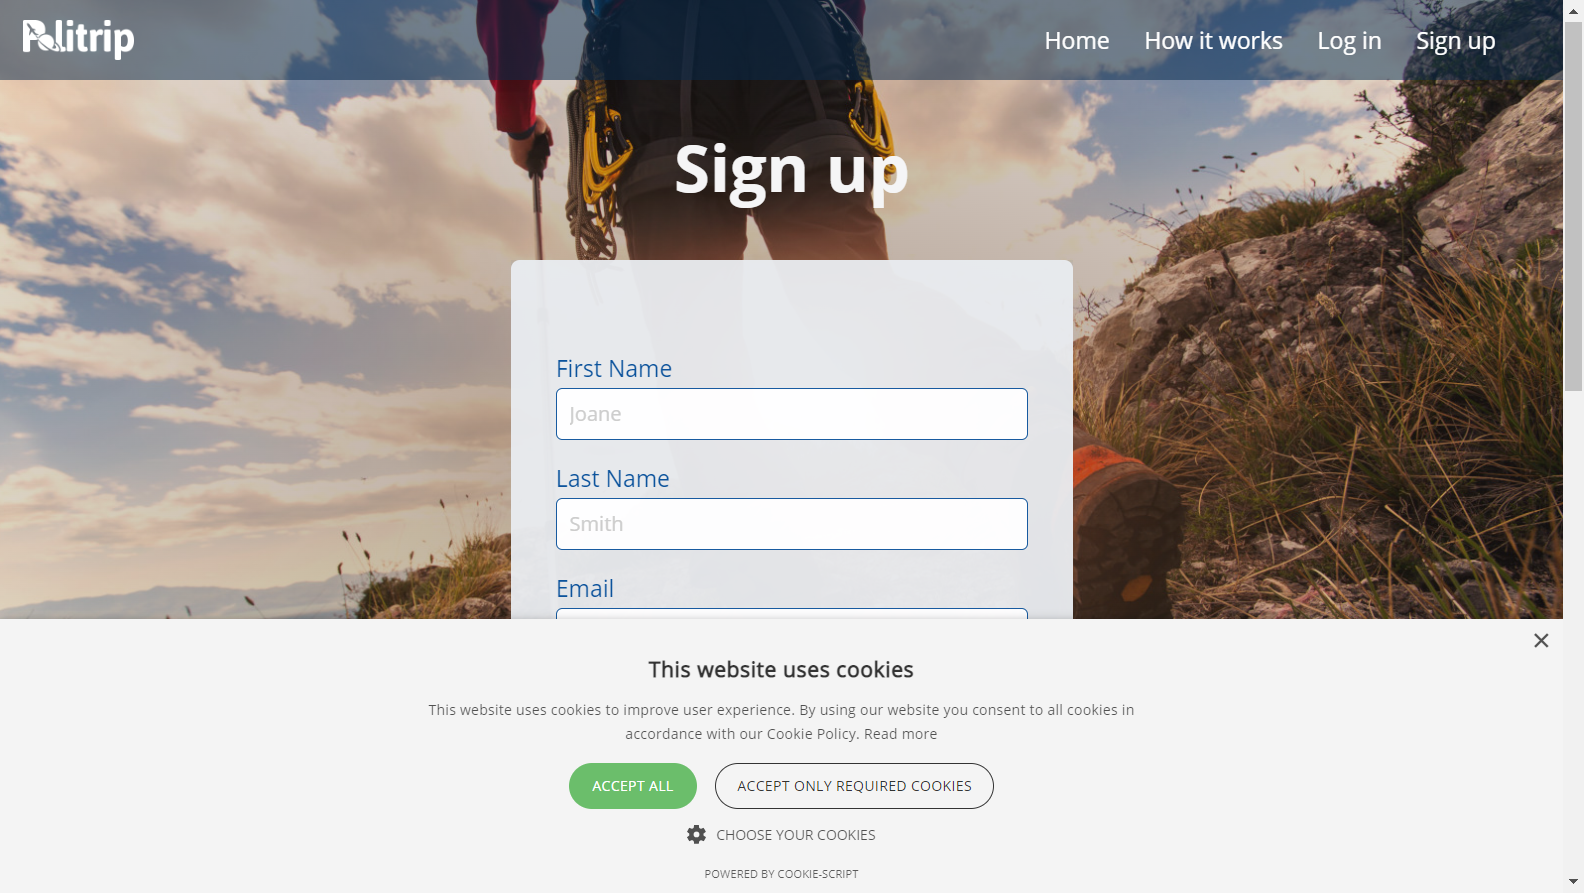 Politrip
Home
How it works
Log in
Sign up
Sign up
First Name
Joane
Last Name
Smith
Email
×
This website uses cookies
This website uses cookies to improve user experience. By using our website you consent to all cookies in
accordance with our Cookie Policy. Read more
ACCEPT ALL
ACCEPT ONLY REQUIRED COOKIES
CHOOSE YOUR COOKIES
POWERED BY COOKIE-SCRIPT